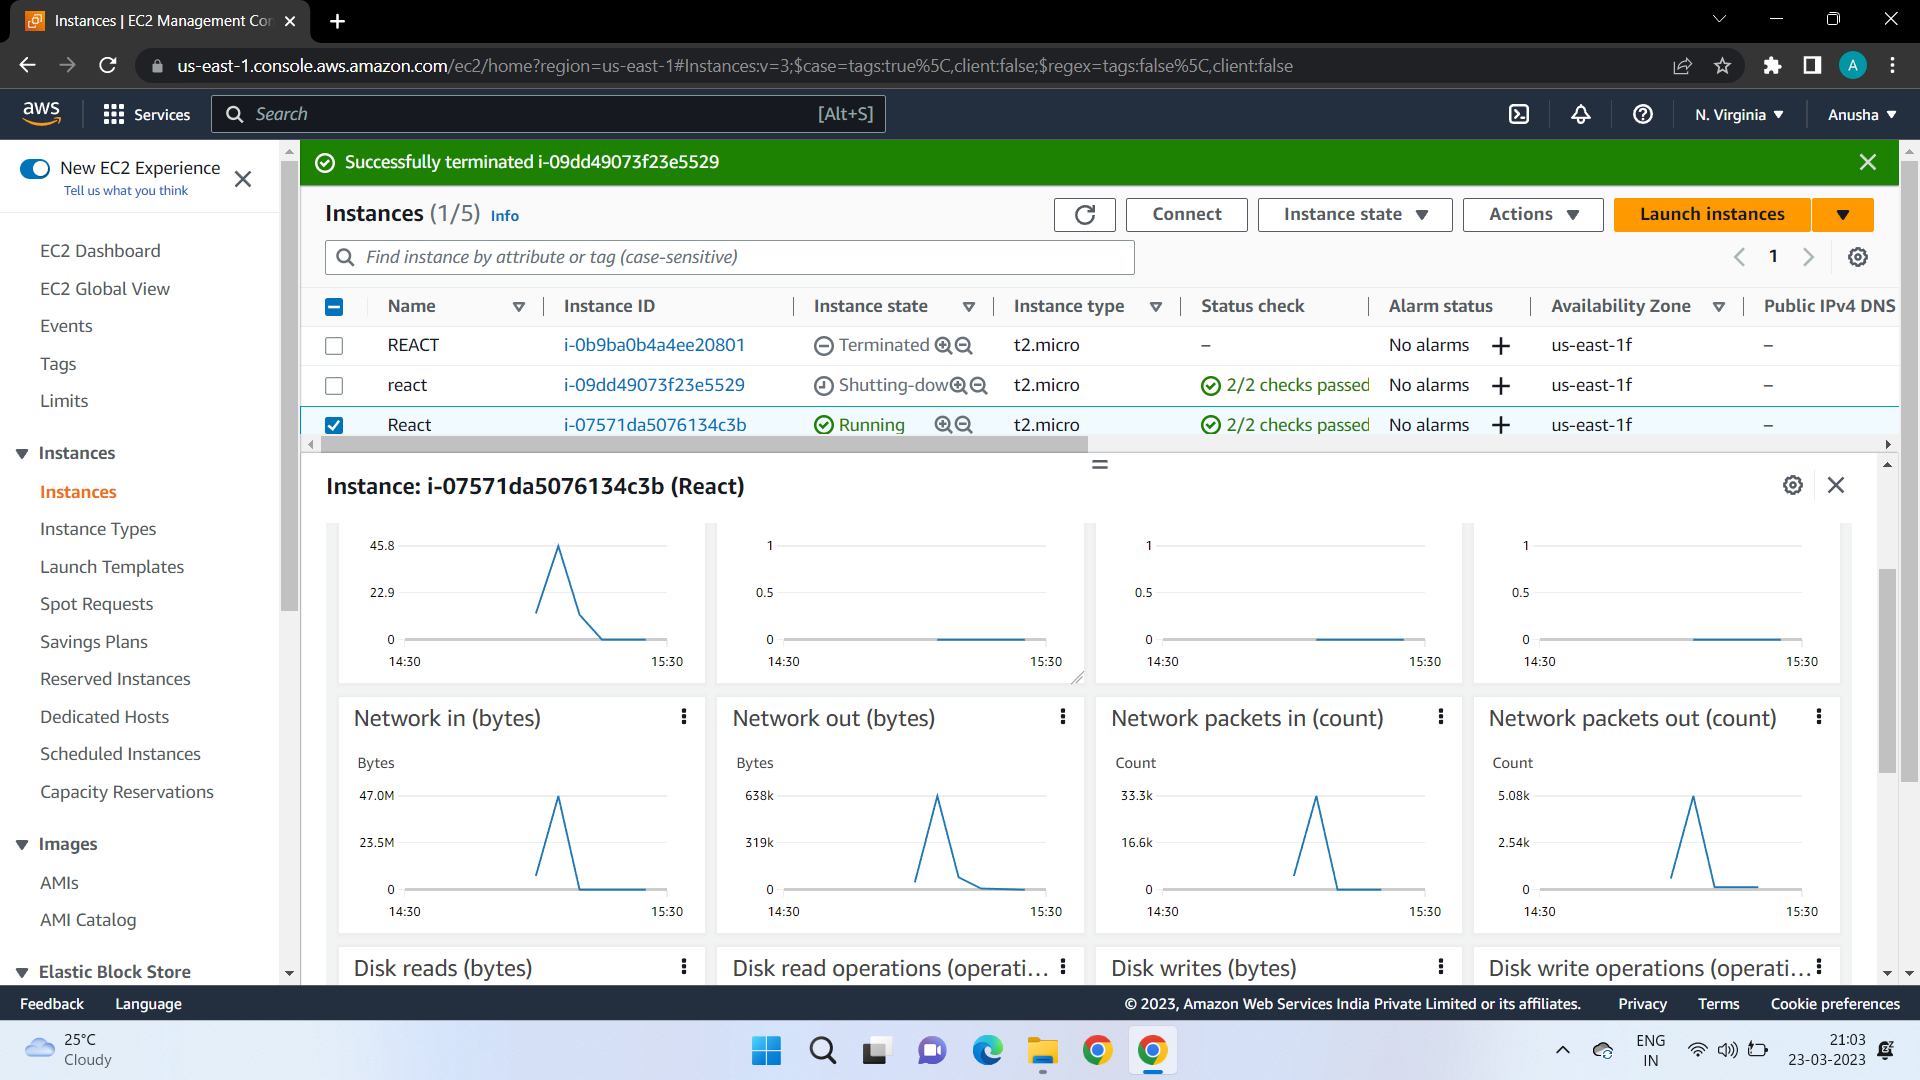 Instances | EC2 Management Con
us-east-1.console.aws.amazon.com/ec2/home?region=us-east-1#Instances:v=3;$case=tags:true%5C,client:false;$regex=tags:false%5C,client:false
A
aws
Services
Search
[Alt+S]
N. Virginia
Anusha
New EC2 Experience
Tell us what you think
EC2 Dashboard
EC2 Global View
Events
Tags
Limits
Instances
Instances
Instance Types
Launch Templates
Spot Requests
Savings Plans
Reserved Instances
Dedicated Hosts
Scheduled Instances
Capacity Reservations
Images
AMIs
AMI Catalog
Elastic Block Store
Successfully terminated i-09dd49073f23e5529
Instances (1/5) Info
Connect
Instance state
Actions
Launch instances
Find instance by attribute or tag (case-sensitive)
1
Name Instance ID Instance state Instance type Status check Alarm status Availability Zone Public IPv4 DNS
REACT i-0b9ba0b4a4ee20801 Terminated t2.micro – No alarms + us-east-1f –
react i-09dd49073f23e5529 Shutting-dow t2.micro 2/2 checks passed No alarms + us-east-1f –
React i-07571da5076134c3b Running t2.micro 2/2 checks passed No alarms + us-east-1f –
Instance: i-07571da5076134c3b (React)
45.8 1 1 1
22.9 0.5 0.5 0.5
0 0 0 0
14:30 15:30 14:30 15:30 14:30 15:30 14:30 15:30
Network in (bytes) Network out (bytes) Network packets in (count) Network packets out (count)
Bytes Bytes Count Count
47.0M 638k 33.3k 5.08k
23.5M 319k 16.6k 2.54k
0 0 0 0
14:30 15:30 14:30 15:30 14:30 15:30 14:30 15:30
Disk reads (bytes) Disk read operations (operati... Disk writes (bytes) Disk write operations (operati...
Feedback Language © 2023, Amazon Web Services India Private Limited or its affiliates. Privacy Terms Cookie preferences
25°C
Cloudy
ENG
IN
21:03
23-03-2023